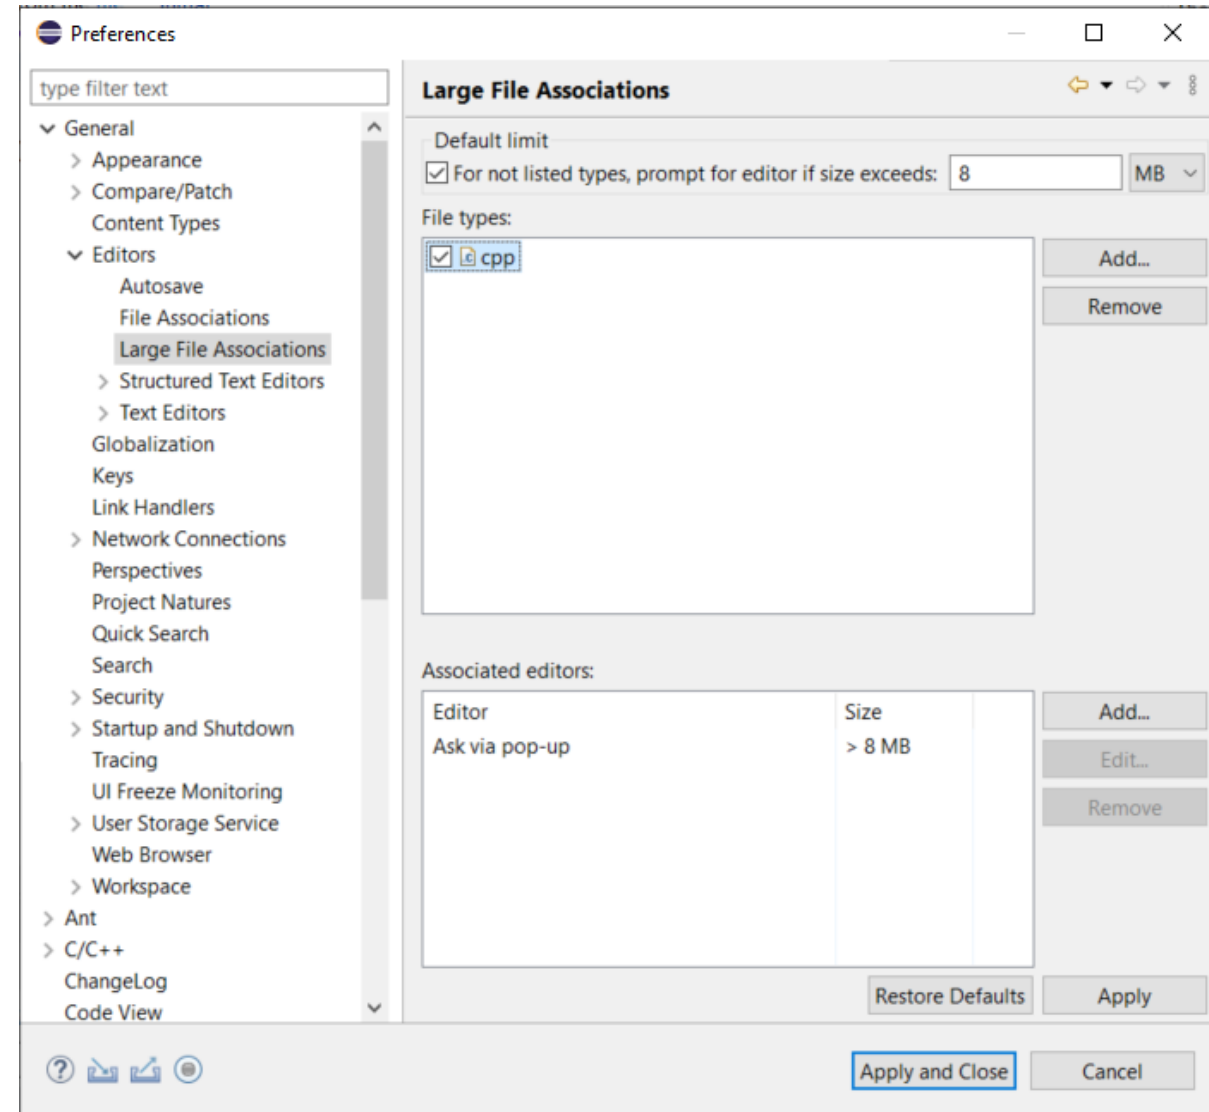 Preferences
type filter text
General
Appearance
Compare/Patch
Content Types
Editors
Autosave
File Associations
Large File Associations
Structured Text Editors
Text Editors
Globalization
Keys
Link Handlers
Network Connections
Perspectives
Project Natures
Quick Search
Search
Security
Startup and Shutdown
Tracing
UI Freeze Monitoring
User Storage Service
Web Browser
Workspace
Ant
C/C++
ChangeLog
Code View
Large File Associations
Default limit
For not listed types, prompt for editor if size exceeds: 8 MB
File types:
cpp
Add...
Remove
Associated editors:
Editor Size
Ask via pop-up > 8 MB
Add...
Edit...
Remove
Restore Defaults Apply
Apply and Close Cancel